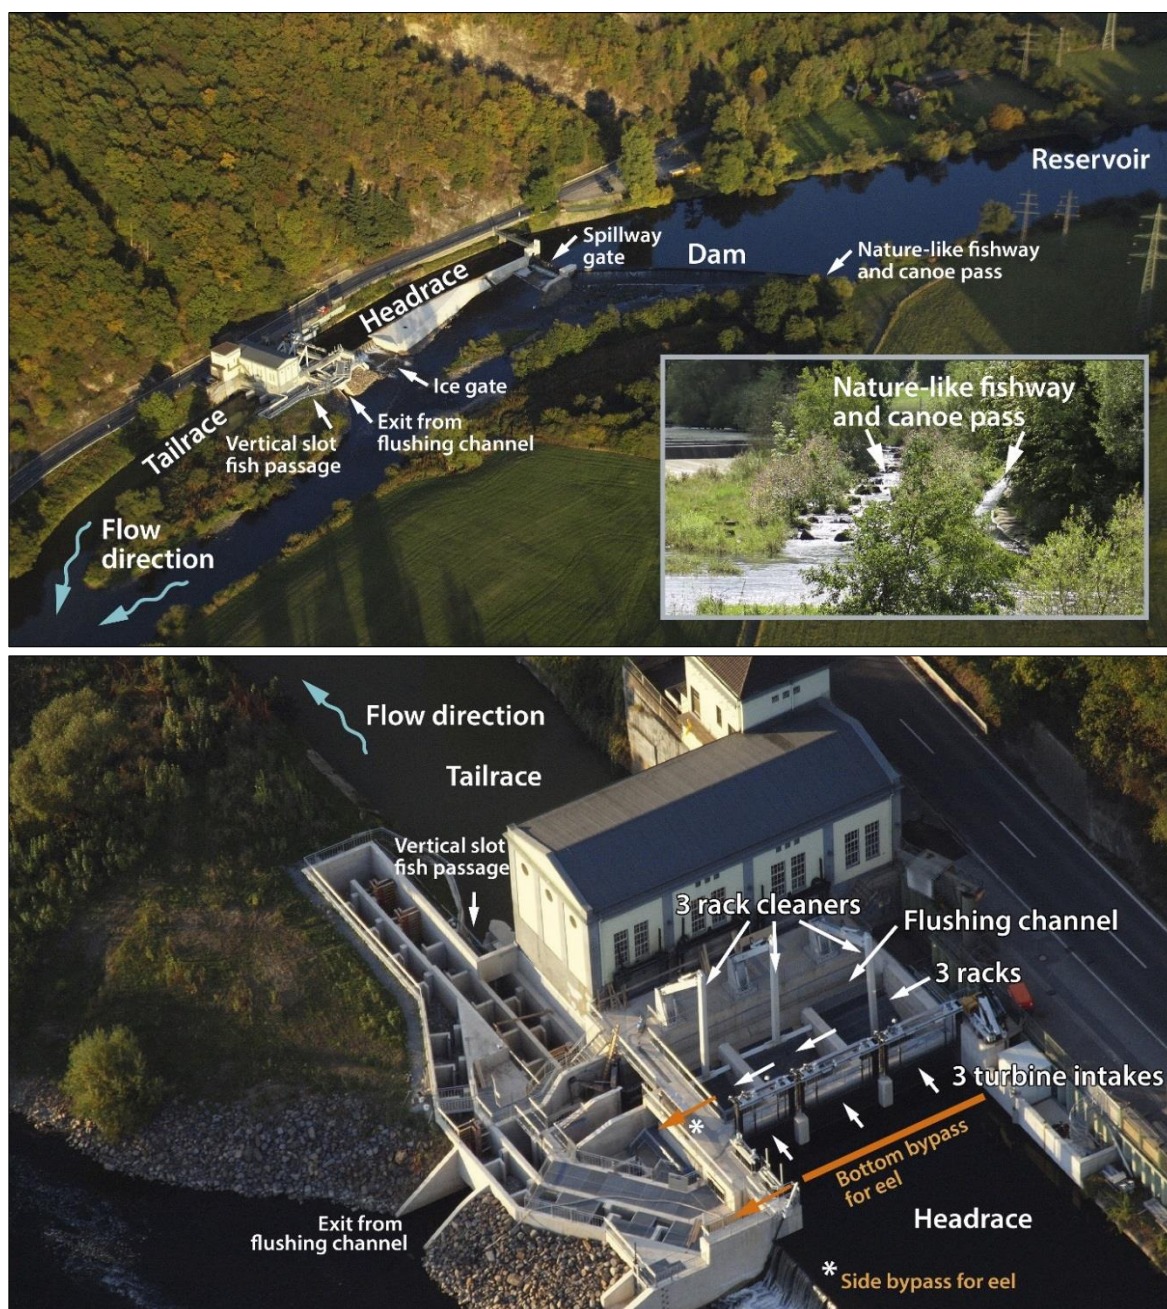 Reservoir
Spillway
gate
Dam
Nature-like fishway
and canoe pass
Headrace
Ice gate
Exit from
flushing channel
Vertical slot
fish passage
Tailrace
Flow
direction
Nature-like fishway
and canoe pass
Flow direction
Tailrace
Vertical slot
fish passage
3 rack cleaners
Flushing channel
3 racks
3 turbine intakes
*
Bottom bypass
for eel
Headrace
Exit from
flushing channel
* Side bypass for eel